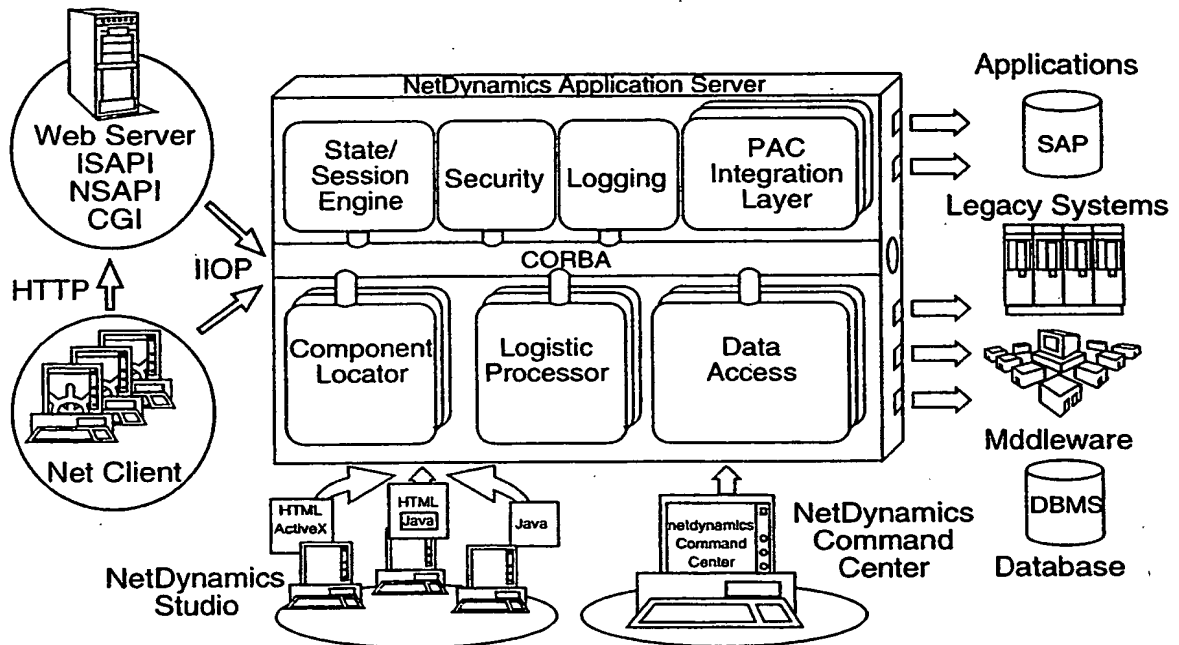 NetDynamics Application Server
Web Server
ISAPI
NSAPI
CGI
HTTP
IIOP
Net Client
State/
Session
Engine
Security
Logging
PAC
Integration
Layer
CORBA
Component
Locator
Logistic
Processor
Data
Access
Applications
SAP
Legacy Systems
Mddleware
DBMS
Database
HTML
ActiveX
HTML
Java
Java
NetDynamics
Studio
netdynamics
Command
Center
NetDynamics
Command
Center